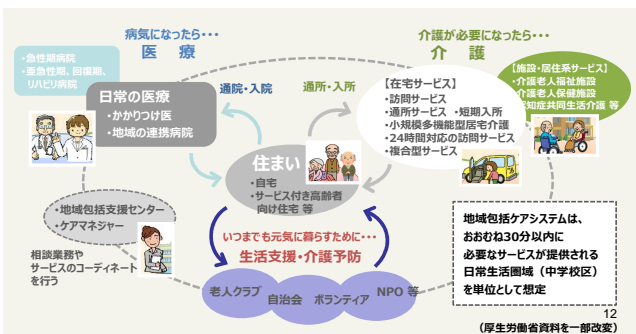 病気になったら・・・
医 療
介護が必要になったら・・・
介 護
・急性期病院
・亜急性期、回復期、
リハビリ病院
日常の医療
・かかりつけ医
・地域の連携病院
通院・入院
通所・入所
【在宅サービス】
・訪問サービス
・通所サービス ・短期入所
・小規模多機能型居宅介護
・24時間対応の訪問サービス
・複合型サービス
【施設・居住系サービス】
・介護老人福祉施設
・介護老人保健施設
知症共同生活介護 等
住まい
・自宅
・サービス付き高齢者
向け住宅 等
・地域包括支援センター
・ケアマネジャー
相談業務や
サービスのコーディネート
を行う
いつまでも元気に暮らすために・・・
生活支援・介護予防
老人クラブ
自治会
ボランティア
NPO 等
地域包括ケアシステムは、
おおむね30分以内に
必要なサービスが提供される
日常生活圏域（中学校区）
を単位として想定
12
（厚生労働省資料を一部改変）